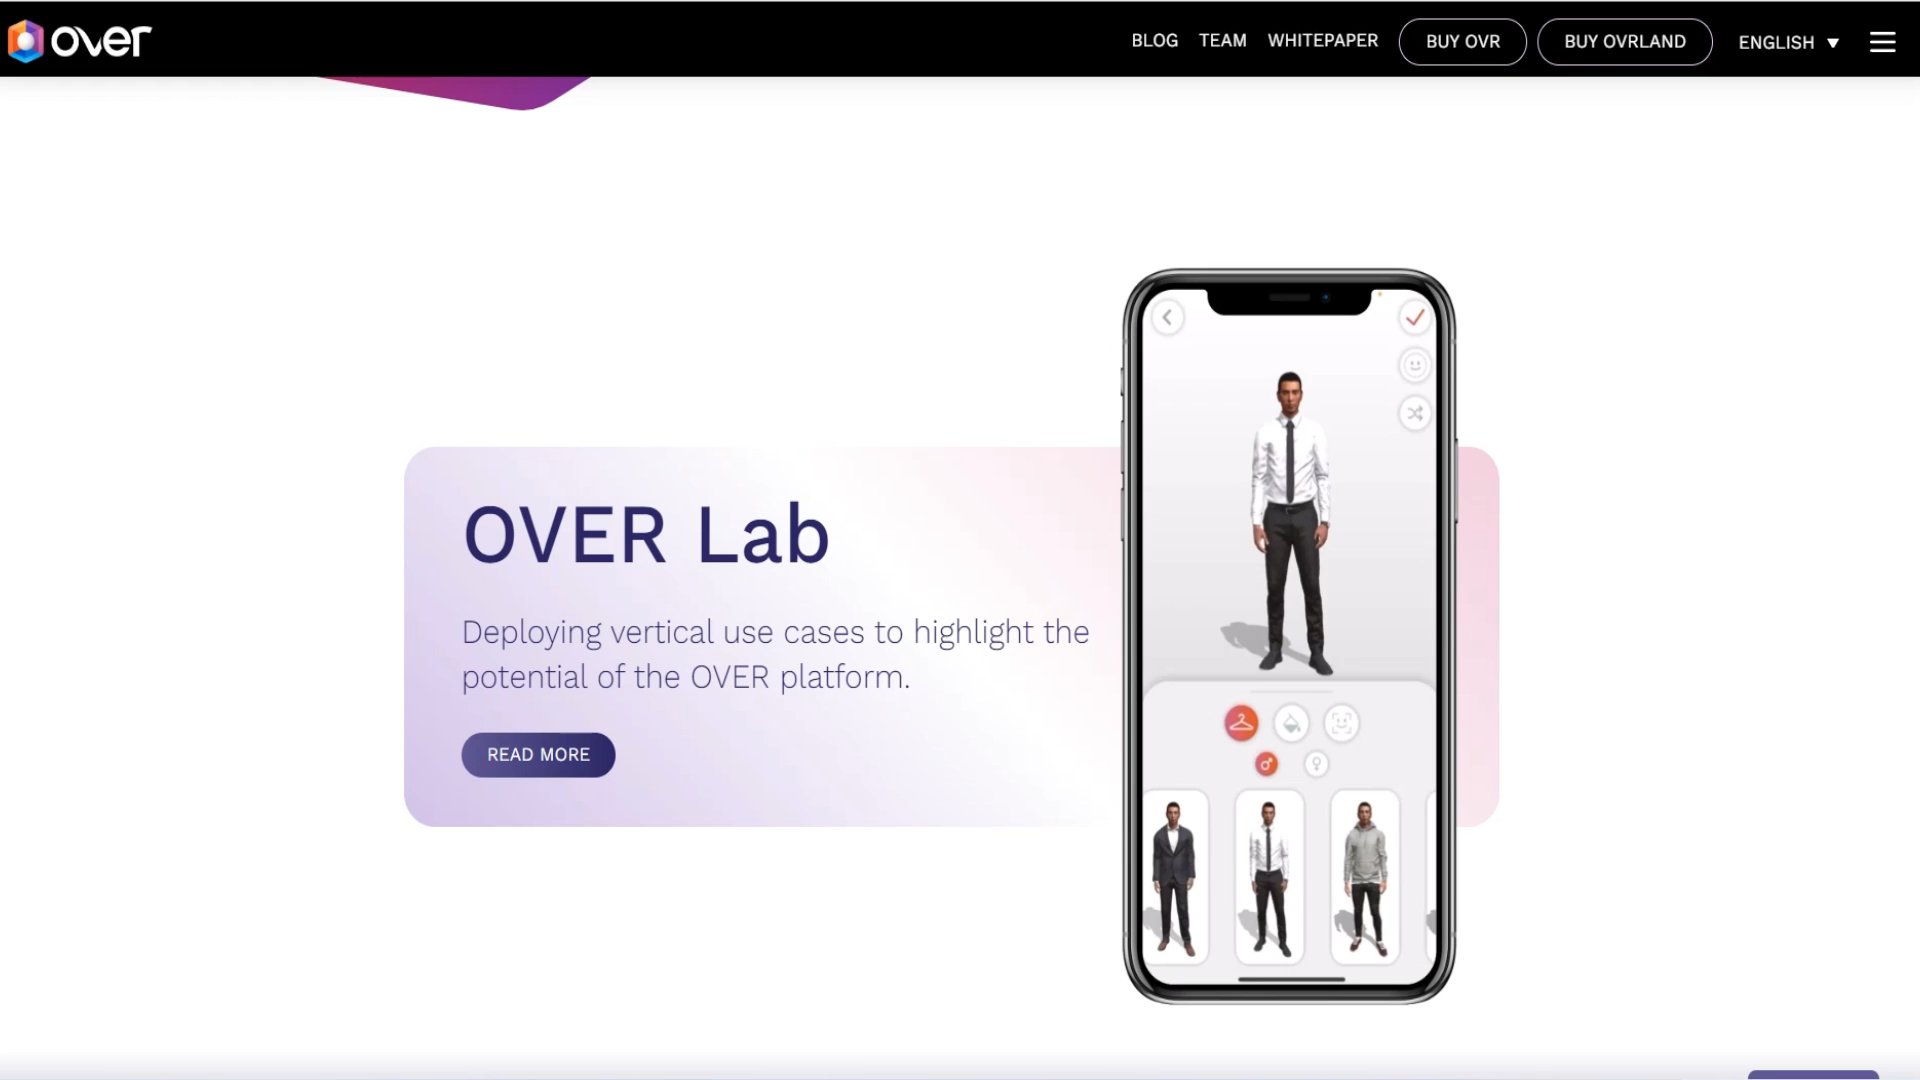 over
BLOG TEAM WHITEPAPER BUY OVR BUY OVRLAND ENGLISH
OVER Lab
Deploying vertical use cases to highlight the
potential of the OVER platform.
READ MORE